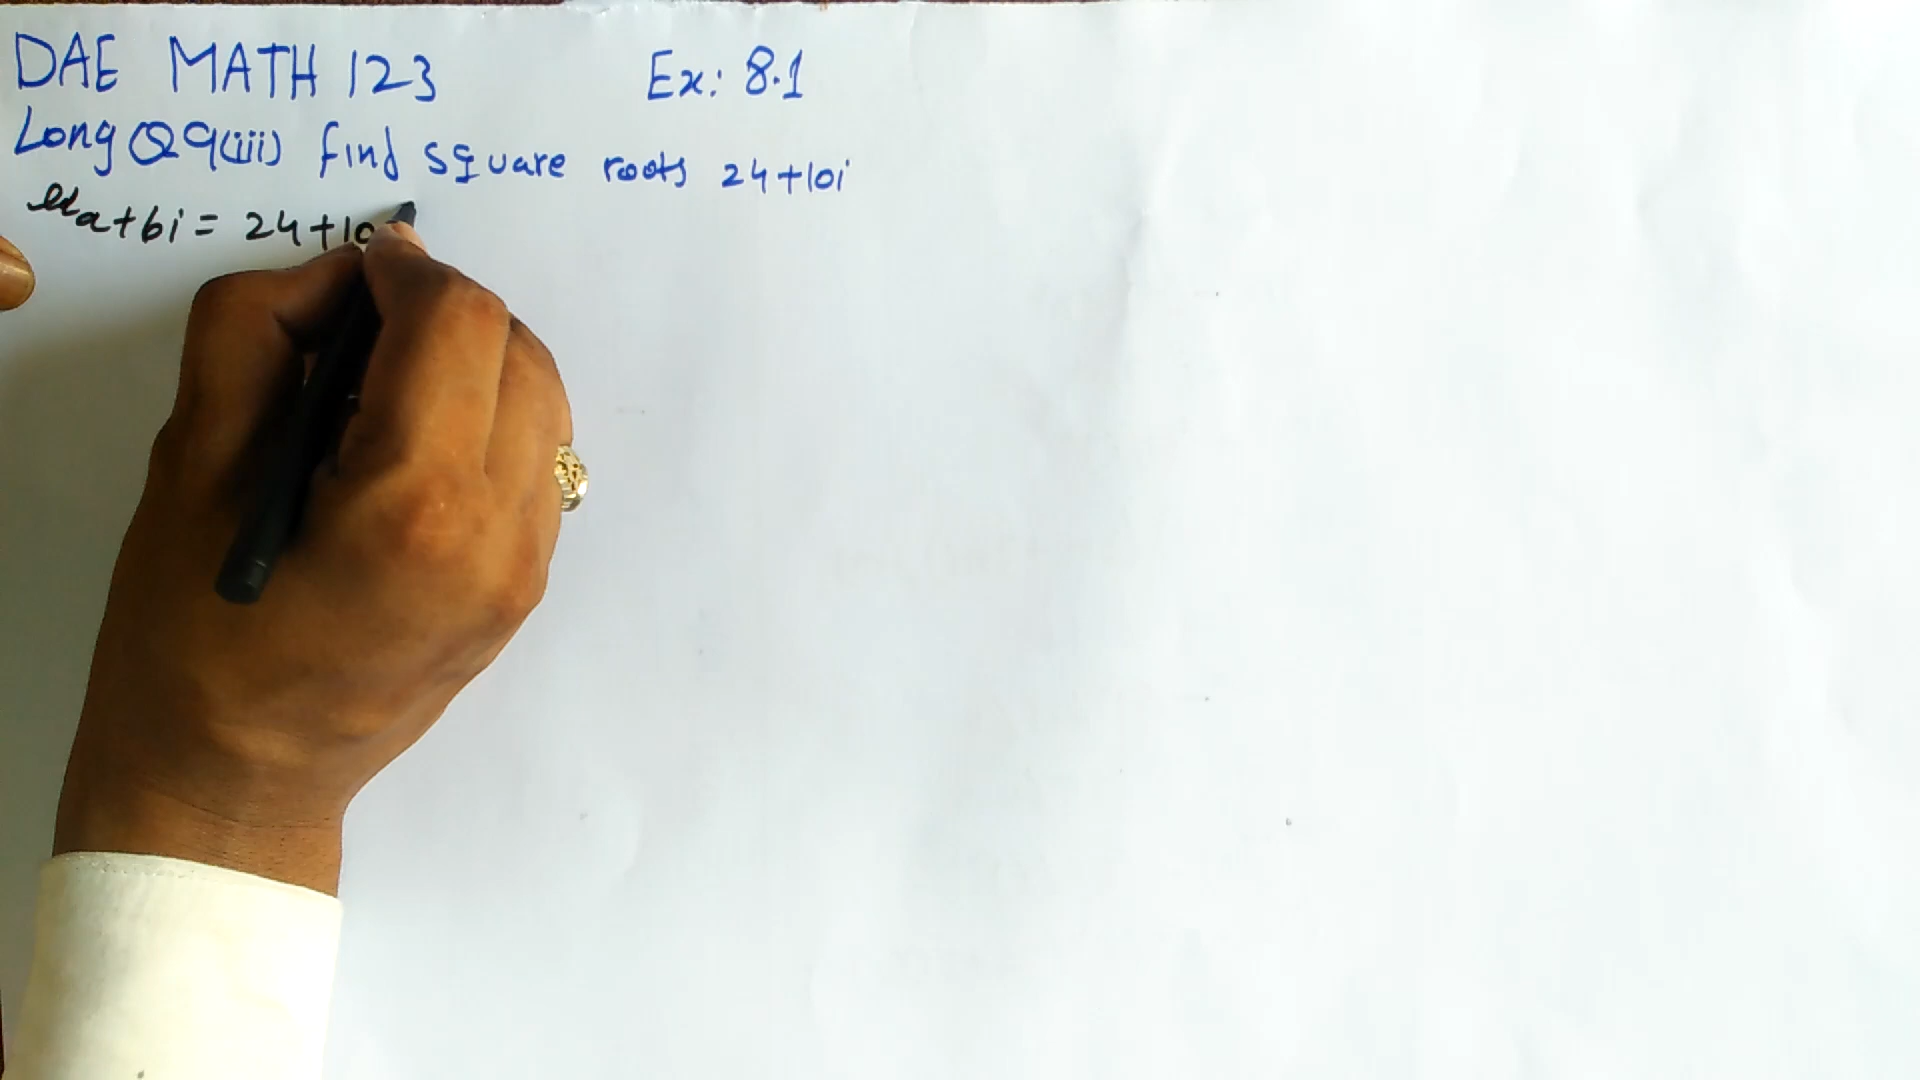 DAE MATH 123 Ex: 8.1
Long Q9(iii) find square roots 24+10i
a+bi = 24+10